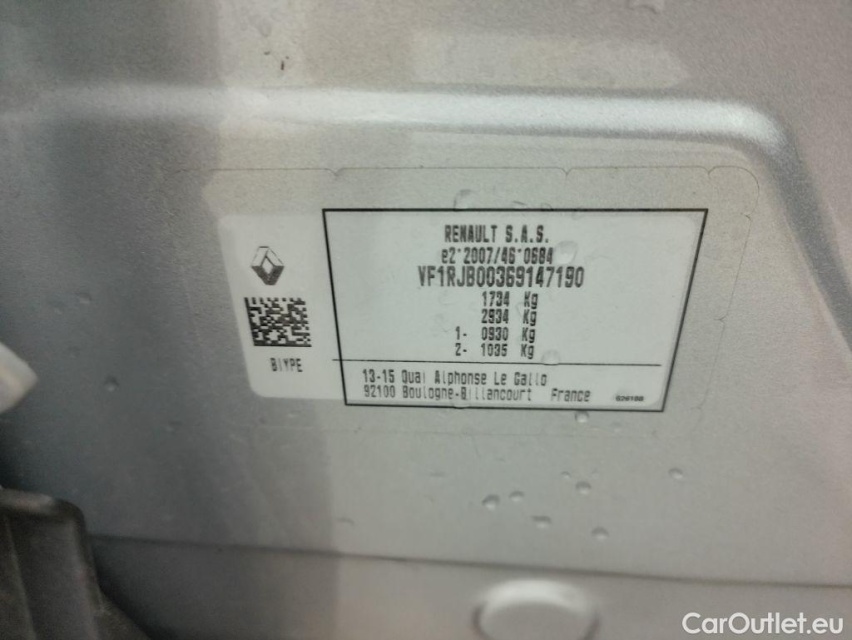 RENAULT S.A.S.
e2*2007/46*0684
VF1RJB00369147190
1734 Kg
2934 Kg
1- 0930 Kg
2- 1035 Kg
BIYPE
13-15 Quai Alphonse Le Gallo
92100 Boulogne-Billancourt France
CarOutlet.eu